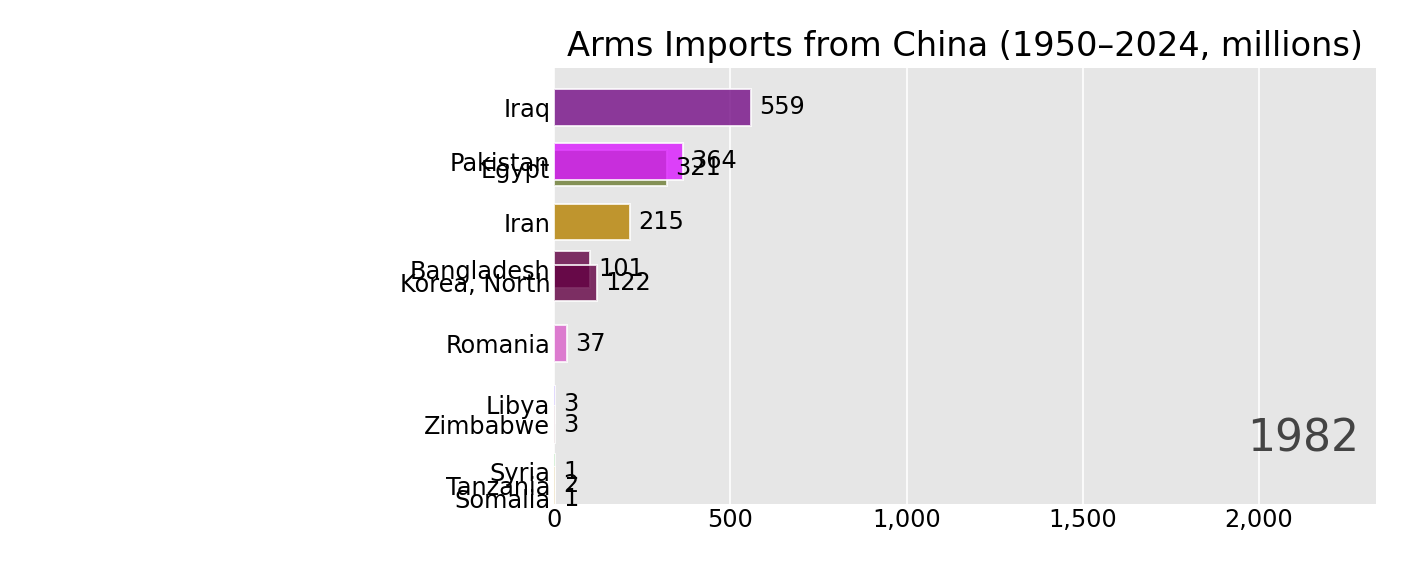 Arms Imports from China (1950–2024, millions)
Iraq 559
Pakistan 364
Egypt 321
Iran 215
Bangladesh 101
Korea, North 122
Romania 37
Libya 3
Zimbabwe 3
1982
Syria 1
Tanzania 2
Somalia 1
0 500 1,000 1,500 2,000